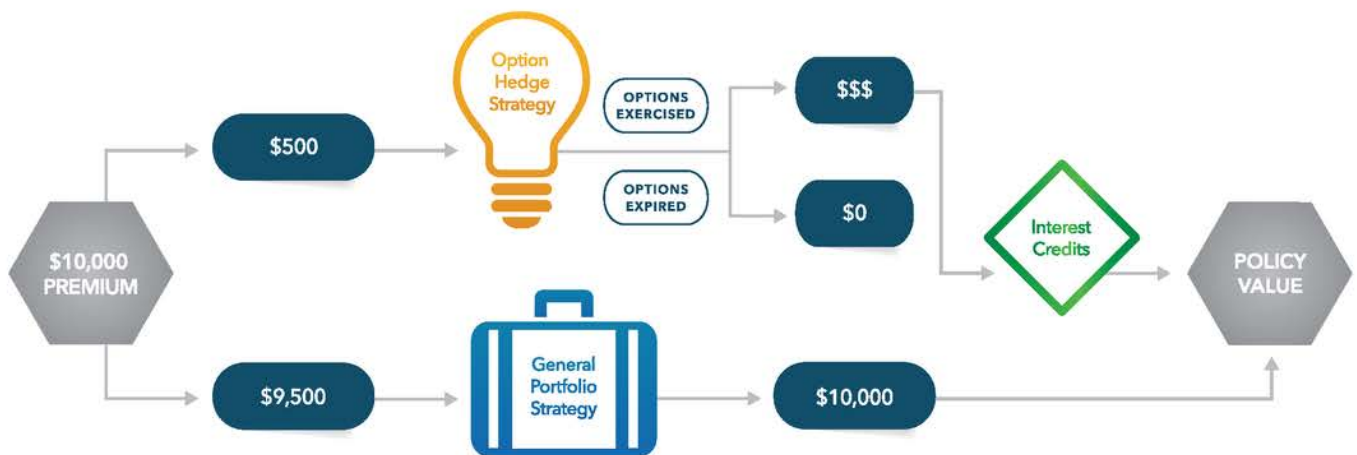 $10,000
PREMIUM
$500
Option
Hedge
Strategy
OPTIONS
EXERCISED
OPTIONS
EXPIRED
$$$
$0
Interest
Credits
POLICY
VALUE
$9,500
General
Portfolio
Strategy
$10,000